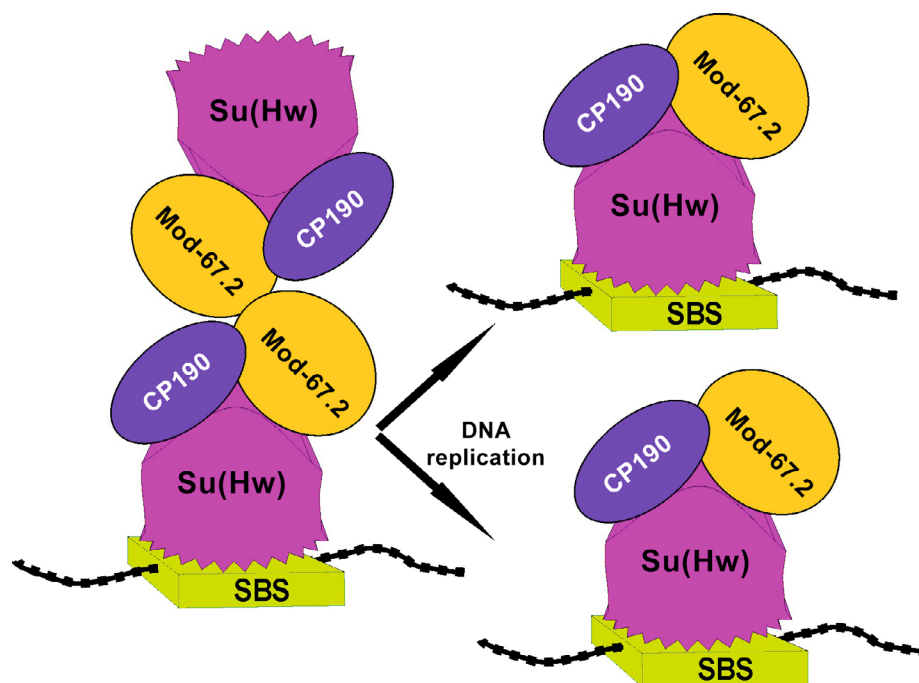 Su(Hw)
CP190
Mod-67.2
Mod-67.2
CP190
Su(Hw)
SBS
DNA
replication
CP190
Mod-67.2
Su(Hw)
SBS
CP190
Mod-67.2
Su(Hw)
SBS